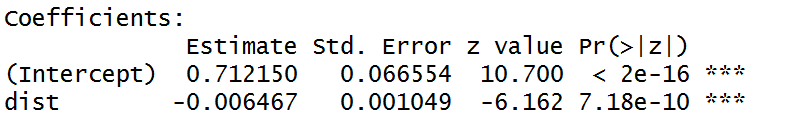 Coefficients:
Estimate Std. Error z value Pr(>|z|)
(Intercept) 0.712150 0.066554 10.700 < 2e-16 ***
dist -0.006467 0.001049 -6.162 7.18e-10 ***